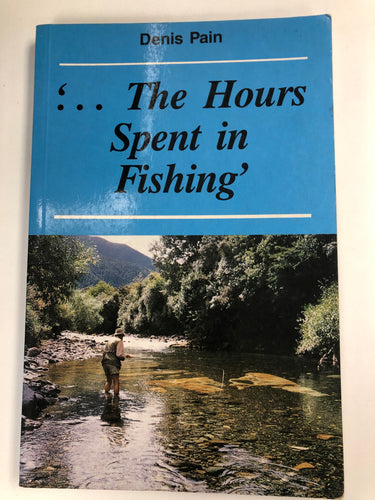 Denis Pain
‘... The Hours
Spent in
Fishing’